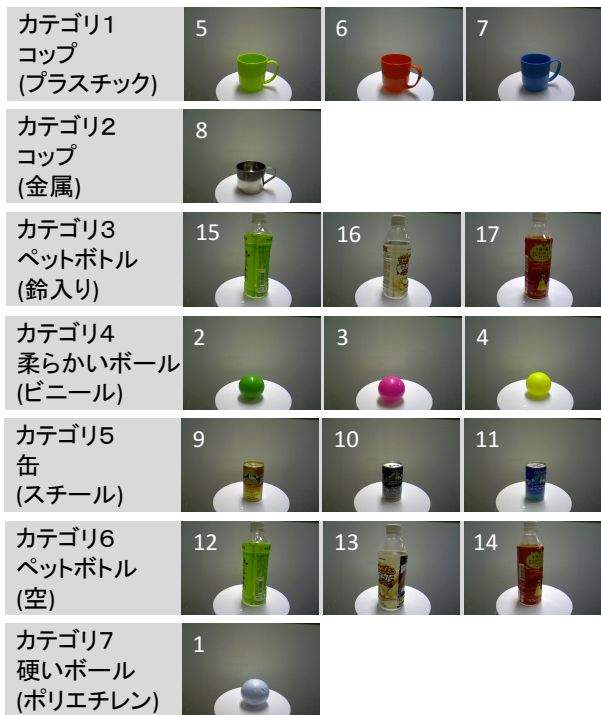 カテゴリ1
コップ
(プラスチック)
5
6
7
カテゴリ2
コップ
(金属)
8
カテゴリ3
ペットボトル
(鈴入り)
15
16
17
カテゴリ4
柔らかいボール
(ビニール)
2
3
4
カテゴリ5
缶
(スチール)
9
10
11
カテゴリ6
ペットボトル
(空)
12
13
14
カテゴリ7
硬いボール
(ポリエチレン)
1